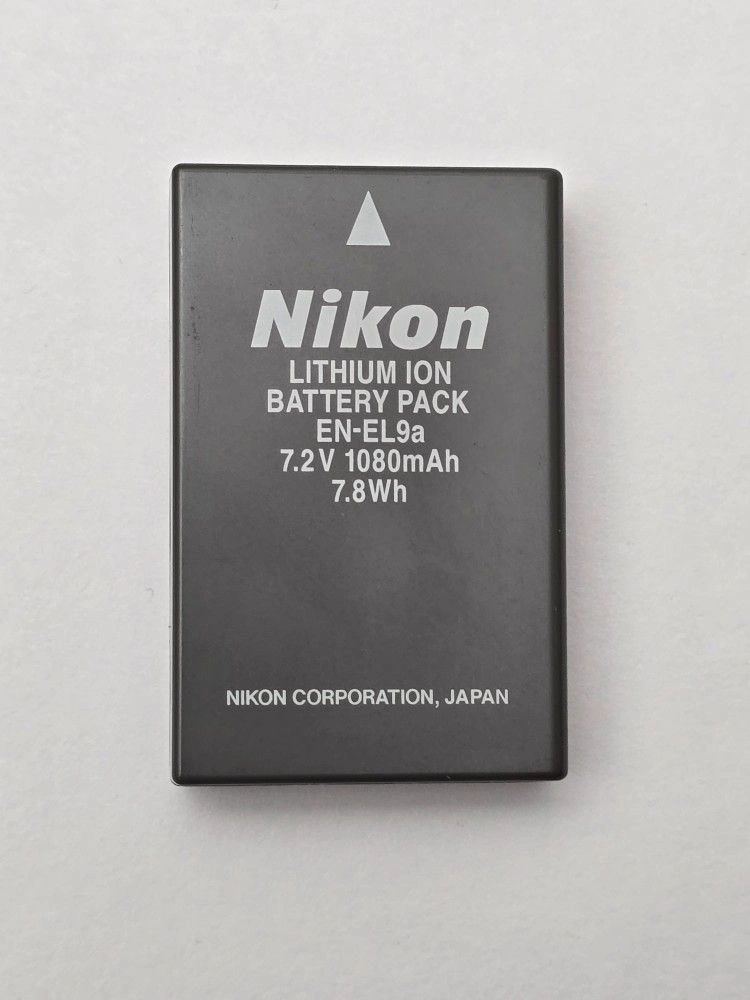 Nikon
LITHIUM ION
BATTERY PACK
EN-EL9a
7.2V 1080mAh
7.8Wh
NIKON CORPORATION, JAPAN